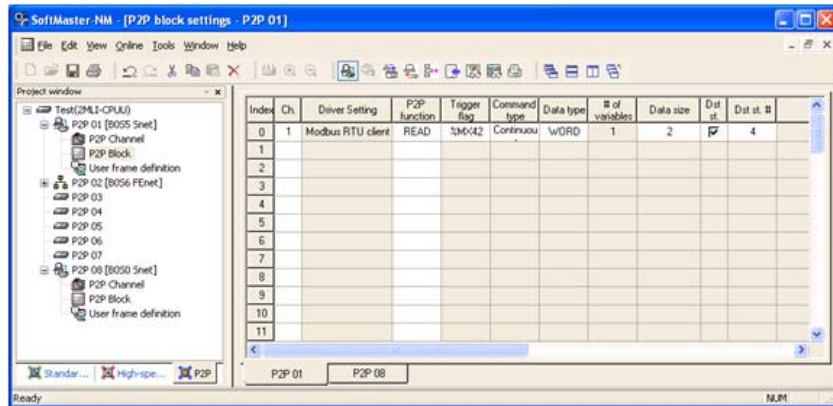 SoftMaster-NM - [P2P block settings - P2P 01]
File Edit View Online Tools Window Help
Project window
Test(2MLI-CPUU)
P2P 01 [B0S5 Snet]
P2P Channel
P2P Block
User frame definition
P2P 02 [B0S6 FEnet]
P2P 03
P2P 04
P2P 05
P2P 06
P2P 07
P2P 08 [B0S0 Snet]
P2P Channel
P2P Block
User frame definition
Standar... High-spe... P2P
Index Ch. Driver Setting P2P function Trigger flag Command type Data type # of variables Data size Dst st. Dst st. #
0 1 Modbus RTU client READ %MX42 Continuou WORD 1 2 4
1
2
3
4
5
6
7
8
9
10
11
P2P 01 P2P 08
Ready NUM